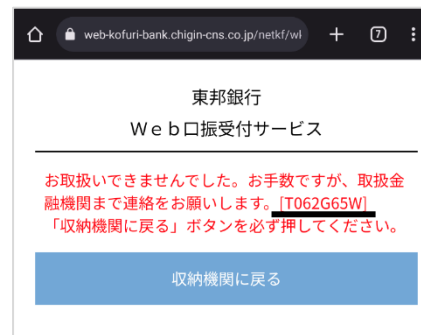 web-kofuri-bank.chigin-cns.co.jp/netkf/wl
7
東邦銀行
Ｗｅｂ口振受付サービス
お取扱いできませんでした。お手数ですが、取扱金
融機関まで連絡をお願いします。[T062G65W]
「収納機関に戻る」ボタンを必ず押してください。
収納機関に戻る